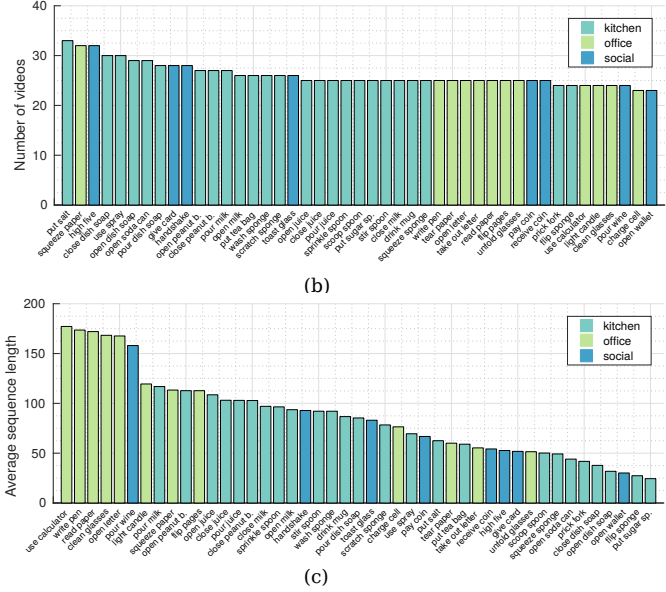 40
30
20
10
0
Number of videos
kitchen
office
social
put salt
squeeze paper
high five
close dish soap
use spray
open dish soap
open soda can
pour dish soap
give card
handshake
open peanut b.
close peanut b.
pour milk
open milk
put tea bag
wash sponge
scratch sponge
toast glass
open juice
close juice
pour juice
sprinkle spoon
scoop spoon
put sugar sp.
stir spoon
close milk
drink mug
squeeze sponge
write pen
tear paper
open letter
take out letter
read paper
flip pages
unfold glasses
pay coin
receive coin
prick fork
flip sponge
use calculator
light candle
clean glasses
pour wine
charge cell
open wallet
(b)
200
150
100
50
0
Average sequence length
kitchen
office
social
use calculator
write pen
read paper
clean glasses
open letter
pour wine
light candle
pour milk
squeeze paper
open peanut b.
flip pages
open juice
close juice
pour juice
close peanut b.
close milk
sprinkle spoon
open milk
handshake
stir spoon
wash sponge
drink mug
pour dish soap
toast glass
scratch sponge
charge cell
use spray
pay coin
put salt
tear paper
put tea bag
take out letter
receive coin
high five
give card
unfold glasses
scoop spoon
squeeze sponge
open soda can
prick fork
close dish soap
open dish soap
open wallet
flip sponge
put sugar sp.
(c)